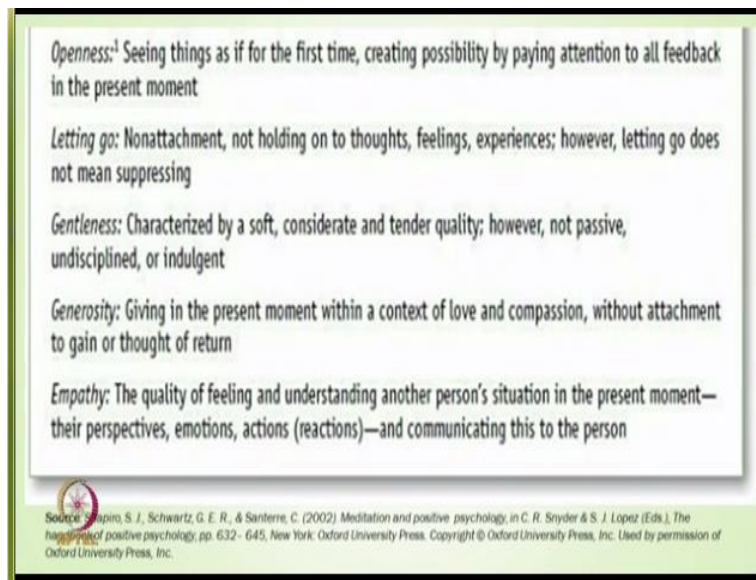 Openness:¹ Seeing things as if for the first time, creating possibility by paying attention to all feedback
in the present moment
Letting go: Nonattachment, not holding on to thoughts, feelings, experiences; however, letting go does
not mean suppressing
Gentleness: Characterized by a soft, considerate and tender quality; however, not passive,
undisciplined, or indulgent
Generosity: Giving in the present moment within a context of love and compassion, without attachment
to gain or thought of return
Empathy: The quality of feeling and understanding another person's situation in the present moment—
their perspectives, emotions, actions (reactions)—and communicating this to the person
Source: Shapiro, S. J., Schwartz, G. E. R., & Santerre, C. (2002). Meditation and positive psychology, in C. R. Snyder & S. J. Lopez (Eds.), The
of positive psychology, pp. 632 - 645, New York: Oxford University Press. Copyright © Oxford University Press, Inc. Used by permission of
Oxford University Press, Inc.